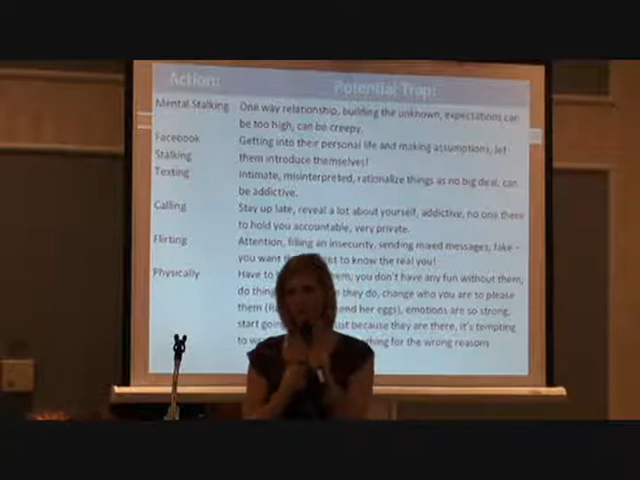 Action: Potential Trap:
Mental Stalking One way relationship, building the unknown, expectations can
be too high, can be creepy.
Facebook Getting into their personal life and making assumptions, let
Stalking them introduce themselves!
Texting Intimate, misinterpreted, rationalize things as no big deal, can
be addictive.
Calling Stay up late, reveal a lot about yourself, addictive, no one there
to hold you accountable, very private.
Flirting Attention, filling an insecurity, sending mixed messages, fake –
you want to know the real you!
Physically Have to you don't have any fun without them,
do they do, change who you are to please
them her eggs), emotions are so strong,
start because they are there, it's tempting
to for the wrong reasons